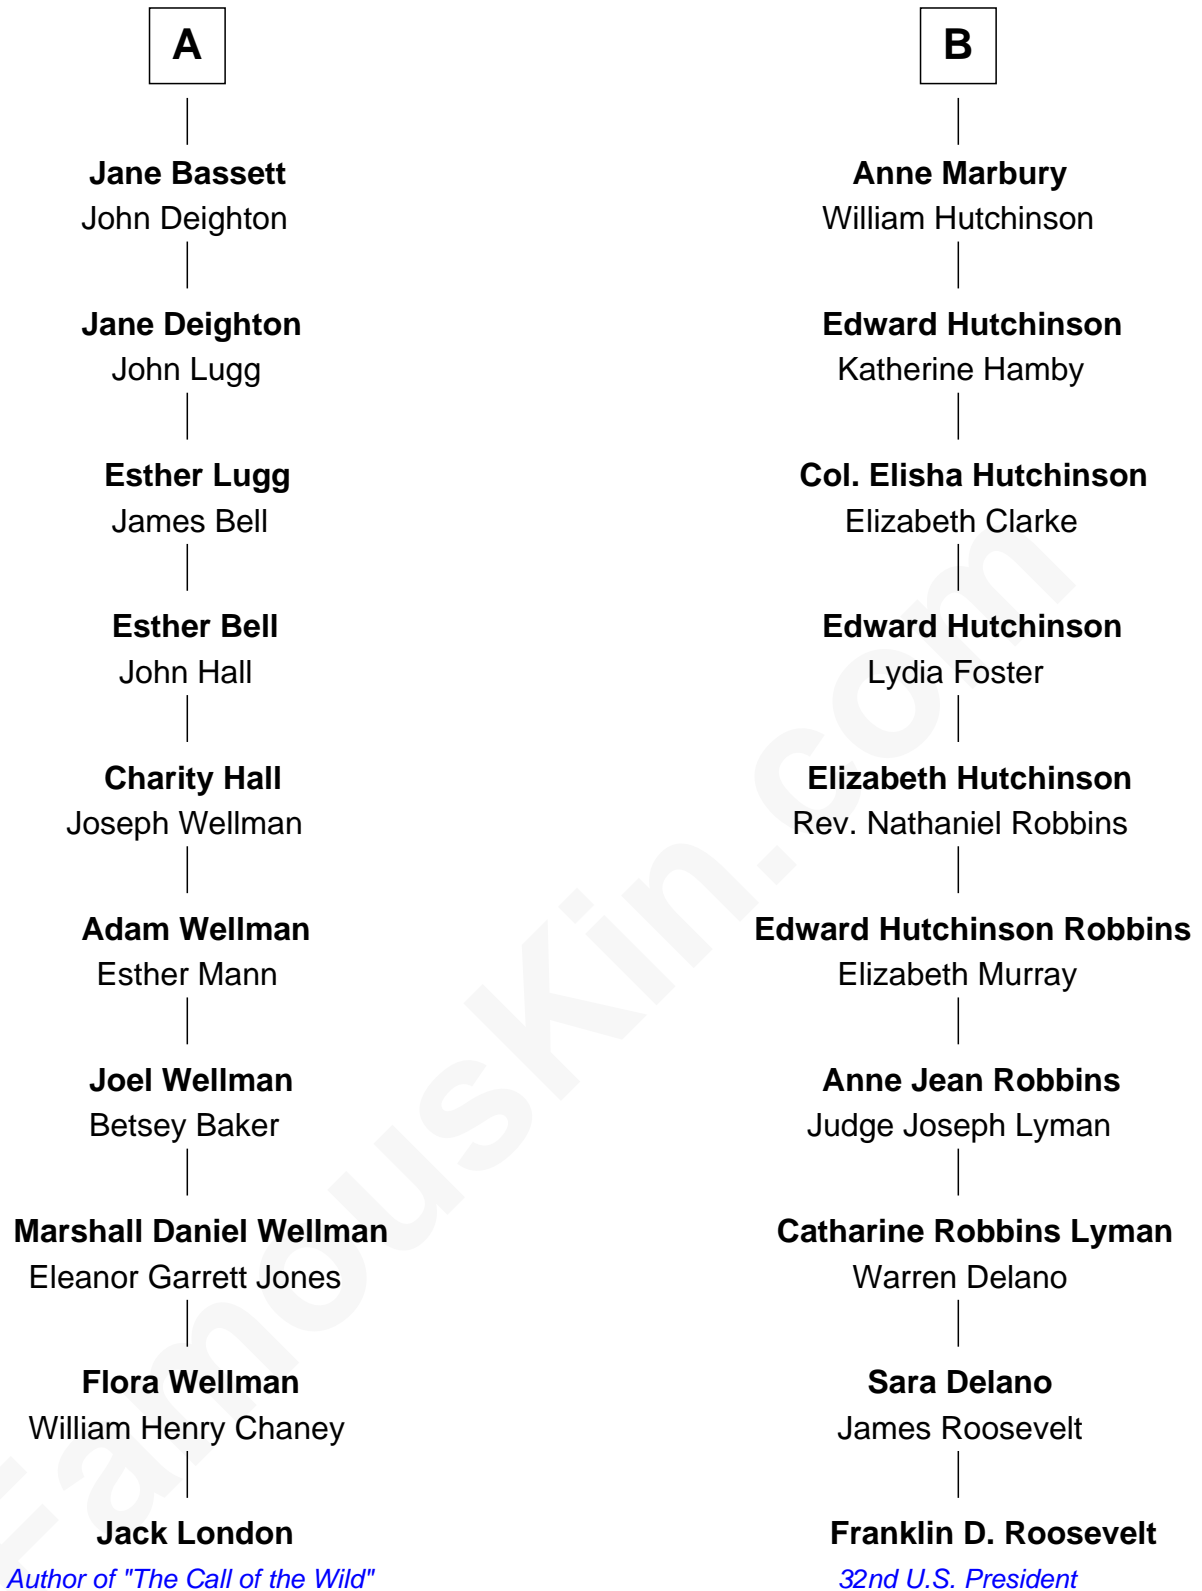 A
Jane Bassett
John Deighton
Jane Deighton
John Lugg
Esther Lugg
James Bell
Esther Bell
John Hall
Charity Hall
Joseph Wellman
Adam Wellman
Esther Mann
Joel Wellman
Betsey Baker
Marshall Daniel Wellman
Eleanor Garrett Jones
Flora Wellman
William Henry Chaney
Jack London
Author of "The Call of the Wild"
B
Anne Marbury
William Hutchinson
Edward Hutchinson
Katherine Hamby
Col. Elisha Hutchinson
Elizabeth Clarke
Edward Hutchinson
Lydia Foster
Elizabeth Hutchinson
Rev. Nathaniel Robbins
Edward Hutchinson Robbins
Elizabeth Murray
Anne Jean Robbins
Judge Joseph Lyman
Catharine Robbins Lyman
Warren Delano
Sara Delano
James Roosevelt
Franklin D. Roosevelt
32nd U.S. President
FamousKin.com